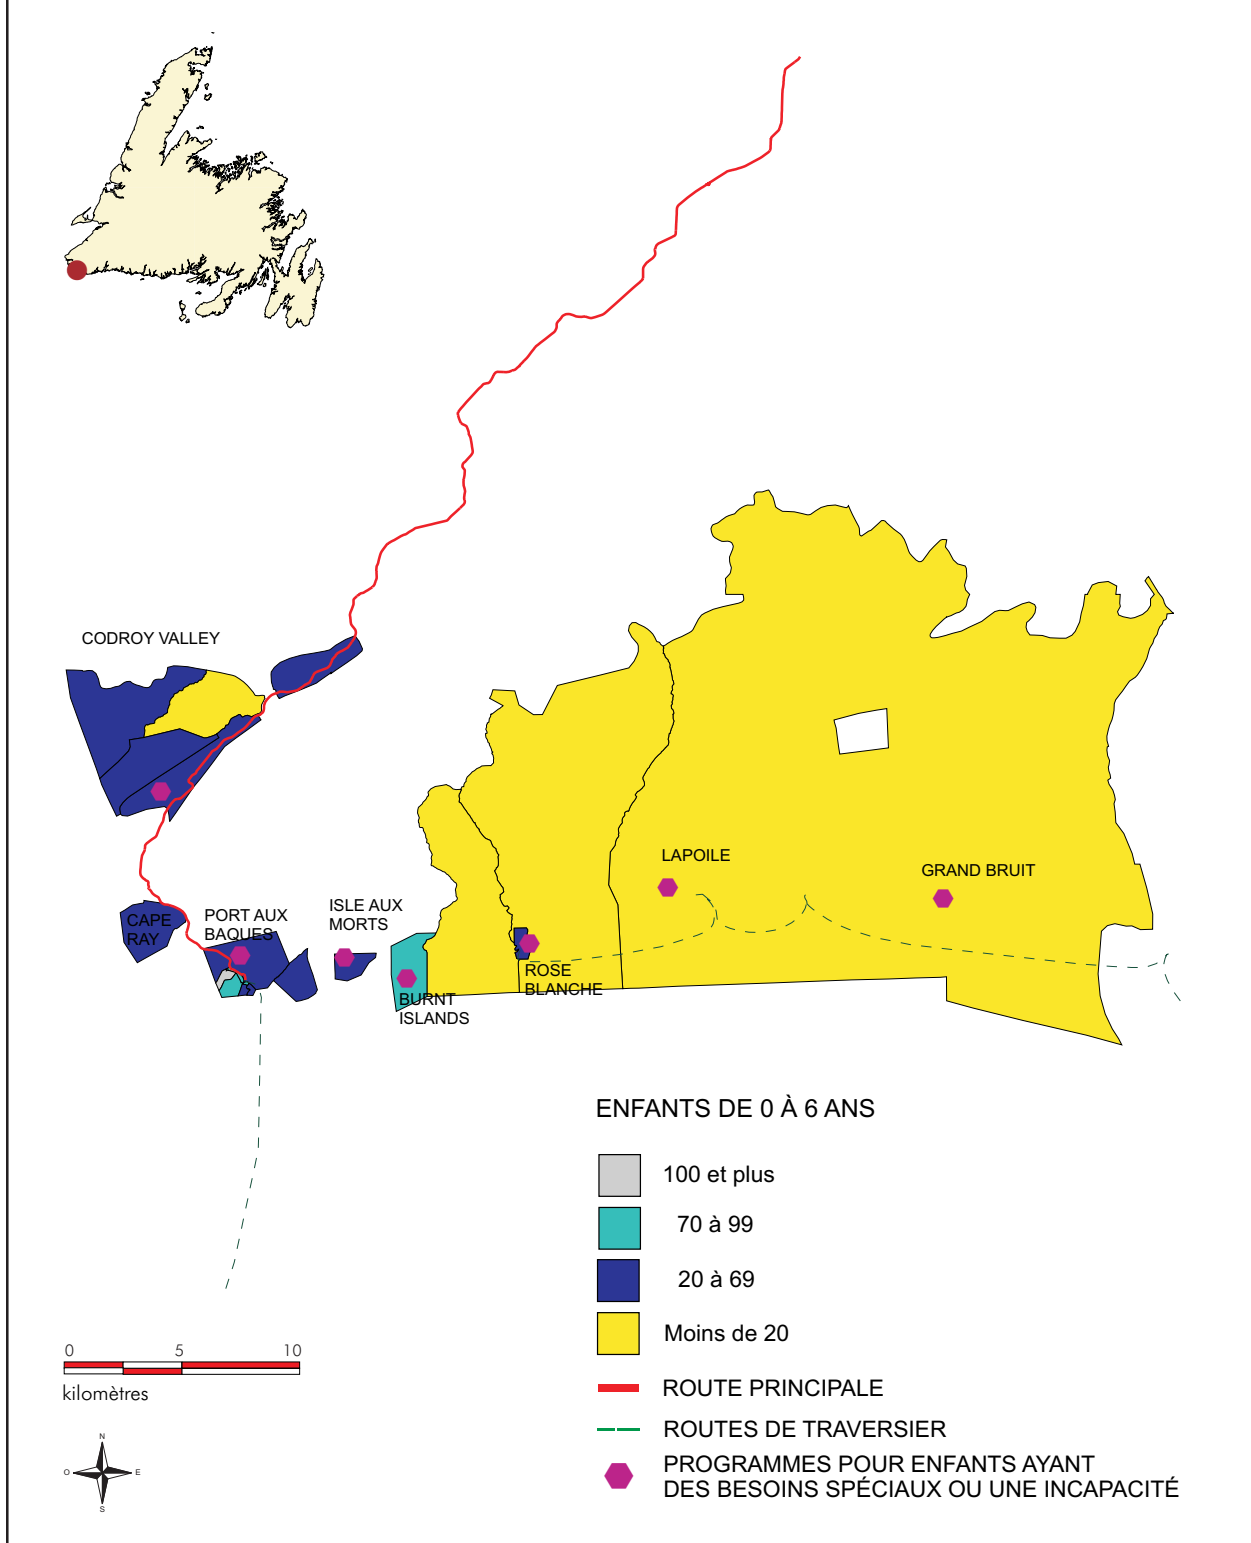 CODROY VALLEY
LAPOILE
GRAND BRUIT
ISLE AUX
MORTS
PORT AUX
BAQUES
CAPE
RAY
ROSE
BLANCHE
BURNT
ISLANDS
ENFANTS DE 0 À 6 ANS
100 et plus
70 à 99
20 à 69
Moins de 20
ROUTE PRINCIPALE
ROUTES DE TRAVERSIER
PROGRAMMES POUR ENFANTS AYANT
DES BESOINS SPÉCIAUX OU UNE INCAPACITÉ
0 5 10
kilomètres
N
O E
S